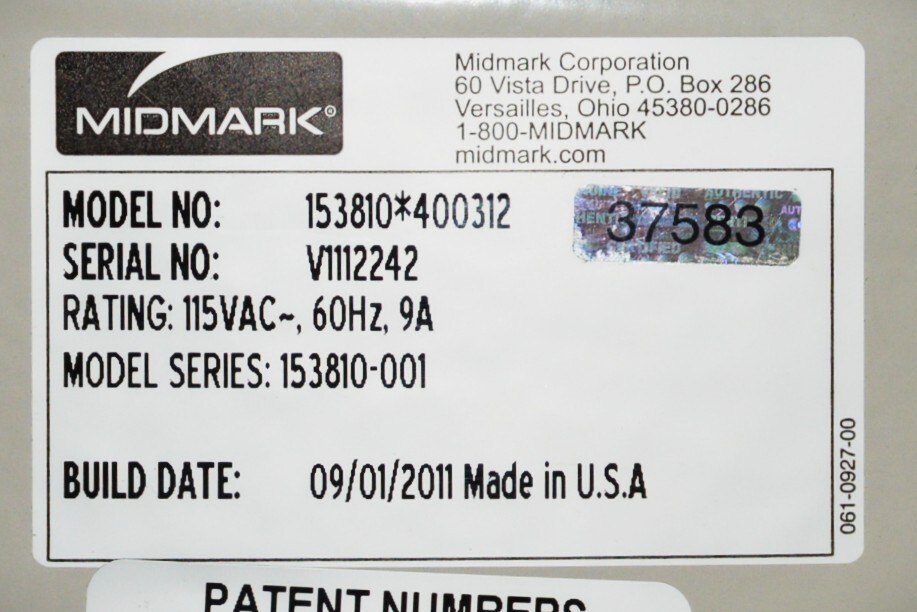 MIDMARK®
Midmark Corporation
60 Vista Drive, P.O. Box 286
Versailles, Ohio 45380-0286
1-800-MIDMARK
midmark.com
MODEL NO: 153810*400312
37583
SERIAL NO: V1112242
RATING: 115VAC~, 60Hz, 9A
MODEL SERIES: 153810-001
BUILD DATE: 09/01/2011 Made in U.S.A
061-0927-00
PATENT NUMBERS